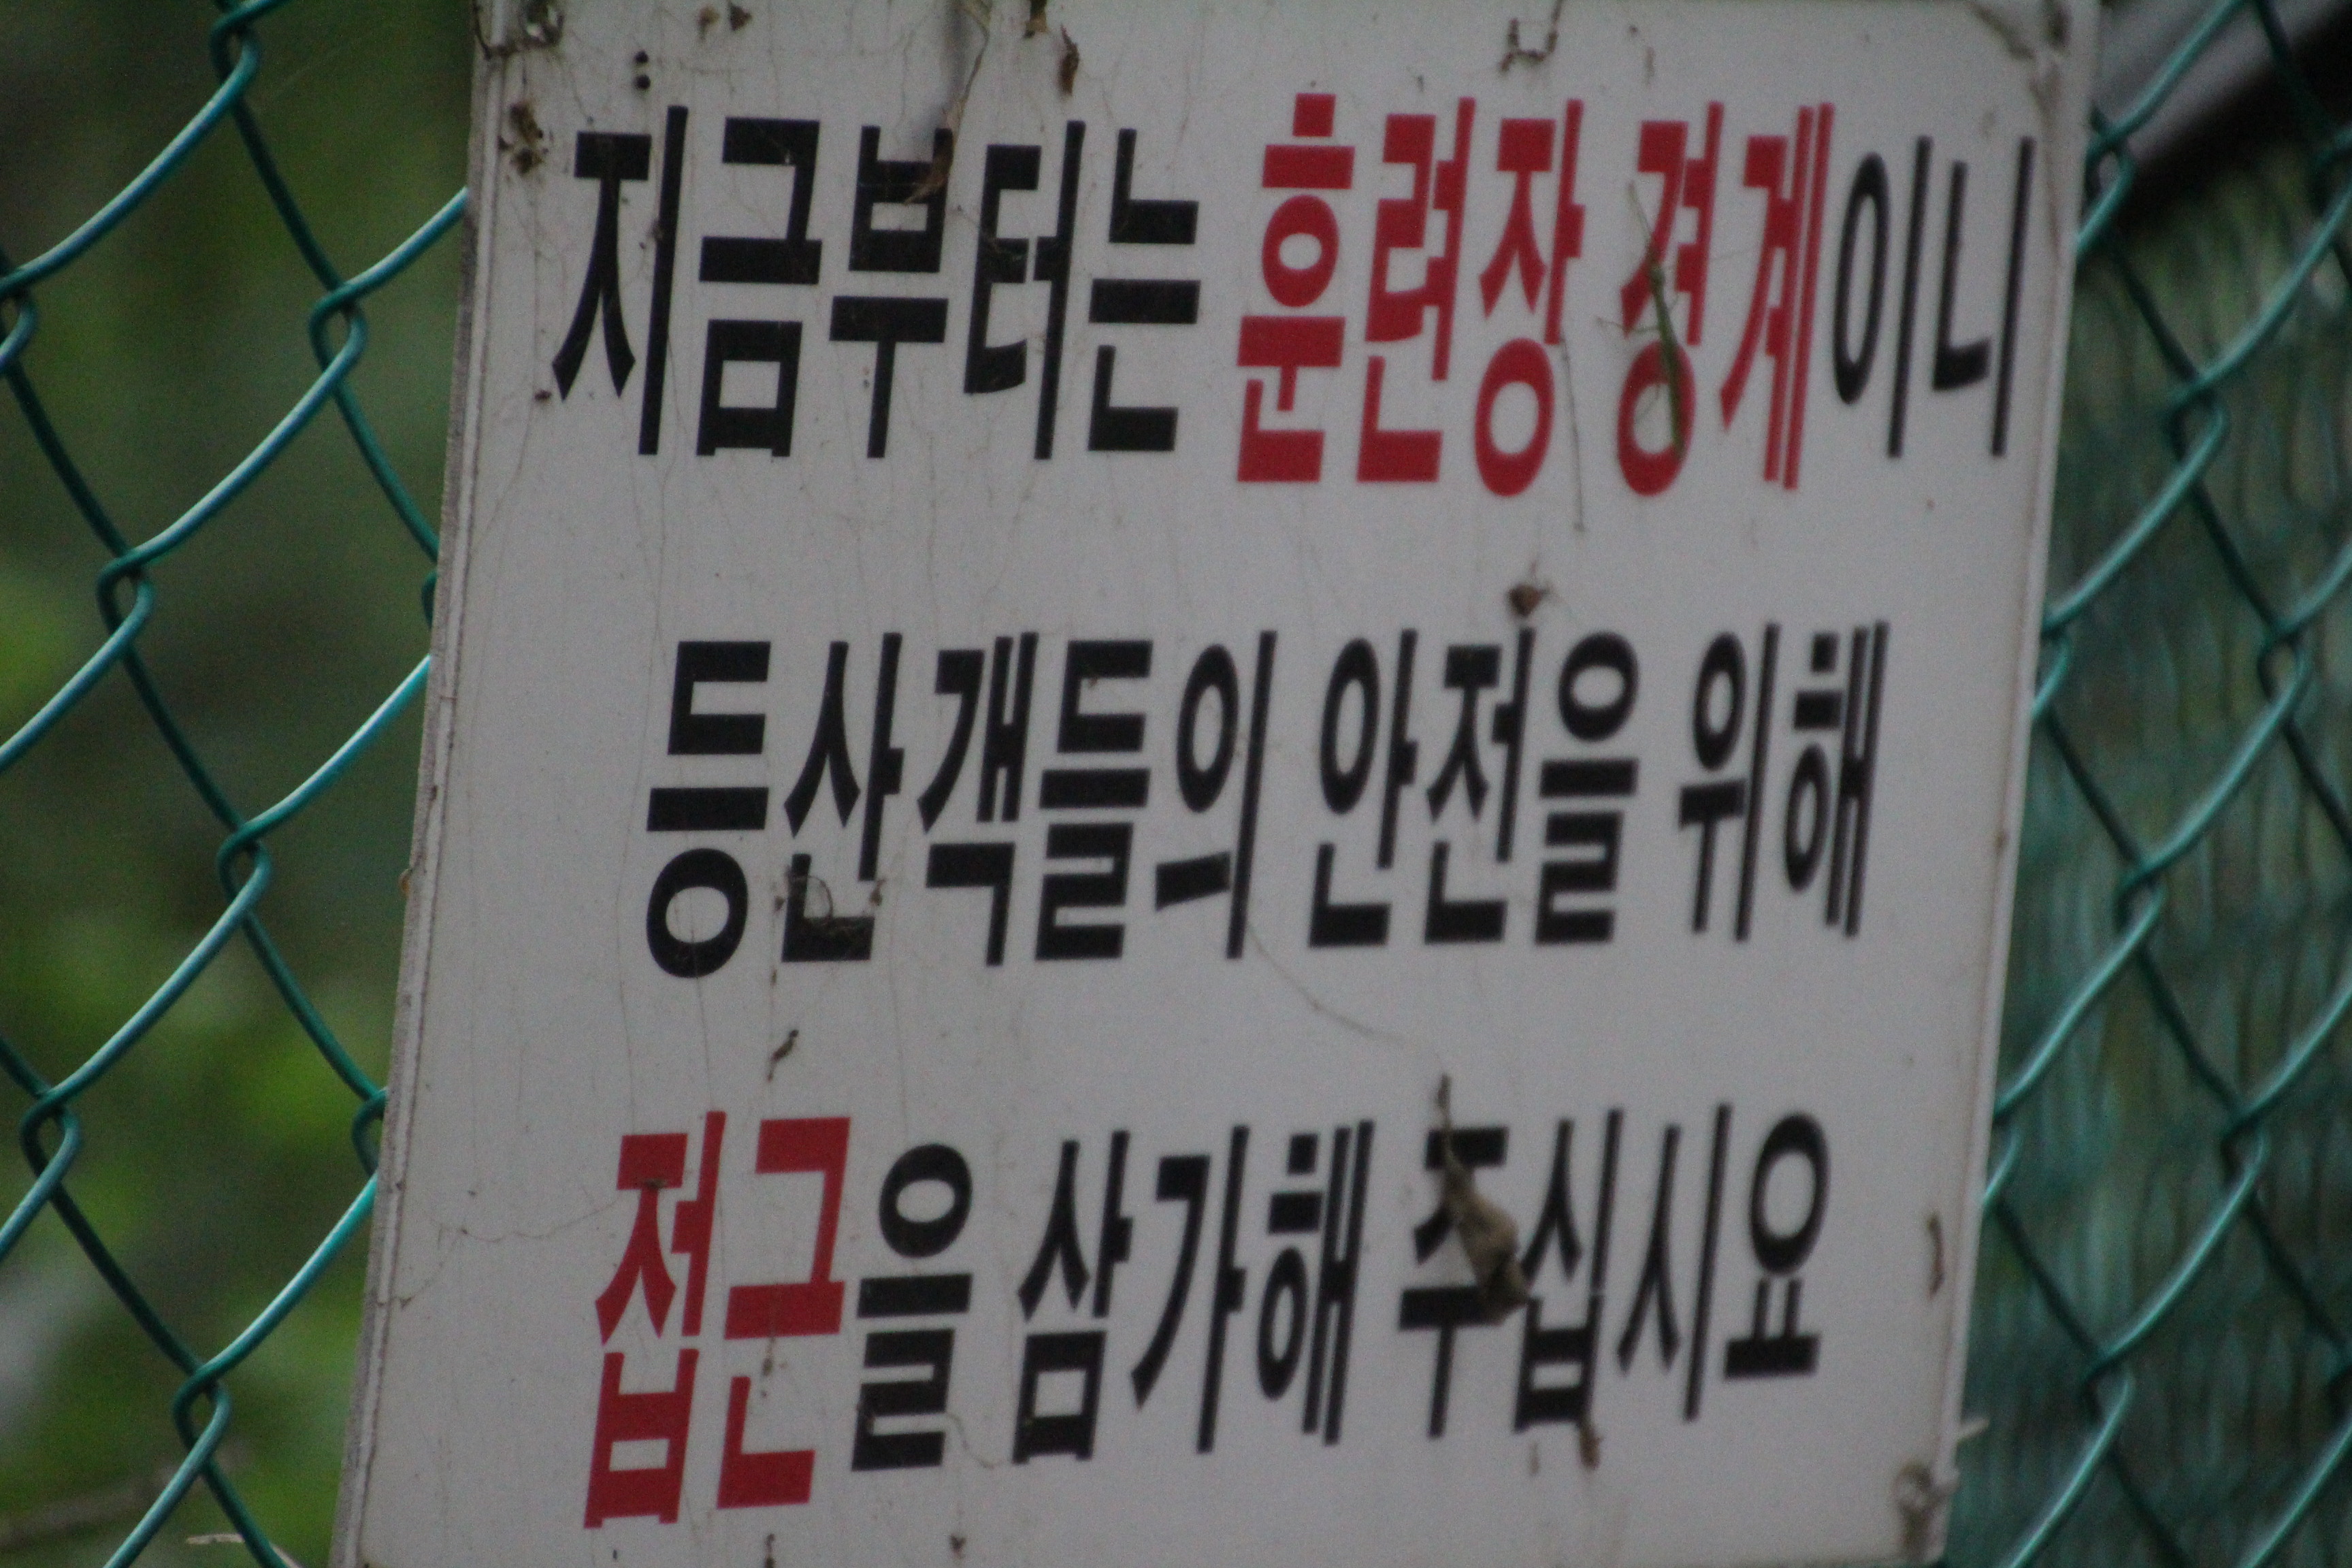 지금부터는 훈련장 경계이니
등산객들의 안전을 위해
접근을 삼가해 주십시요